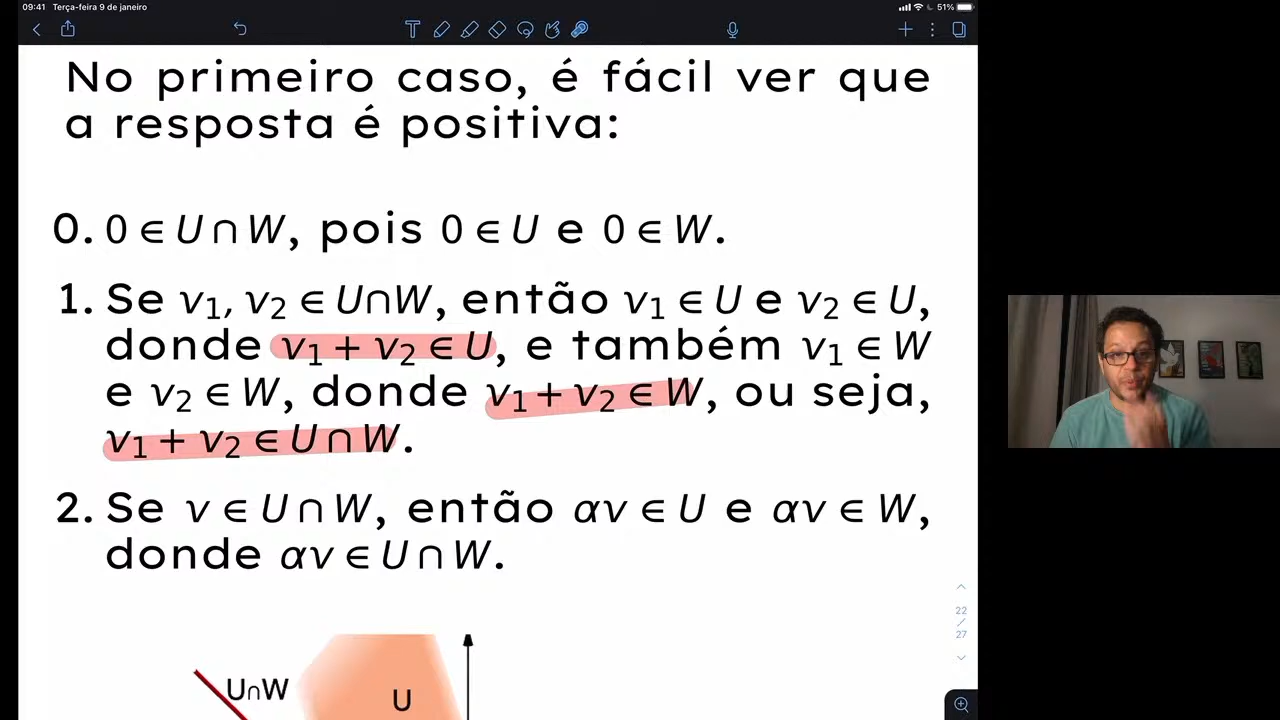 09:41 Terça-feira 9 de janeiro
51%
No primeiro caso, é fácil ver que
a resposta é positiva:
0. 0 ∈ U ∩ W, pois 0 ∈ U e 0 ∈ W.
1. Se v₁, v₂ ∈ U∩W, então v₁ ∈ U e v₂ ∈ U,
donde v₁ + v₂ ∈ U, e também v₁ ∈ W
e v₂ ∈ W, donde v₁ + v₂ ∈ W, ou seja,
v₁ + v₂ ∈ U ∩ W.
2. Se v ∈ U ∩ W, então αv ∈ U e αv ∈ W,
donde αv ∈ U ∩ W.
22
/
27
U∩W
U